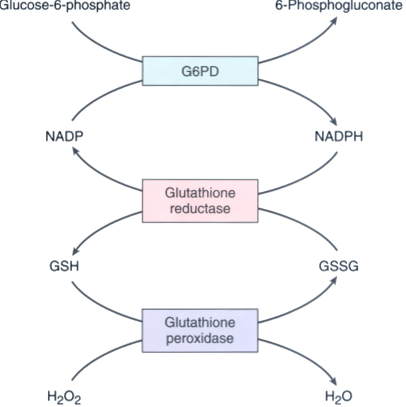 Glucose-6-phosphate
6-Phosphogluconate
G6PD
NADP
NADPH
Glutathione
reductase
GSH
GSSG
Glutathione
peroxidase
H₂O₂
H₂O